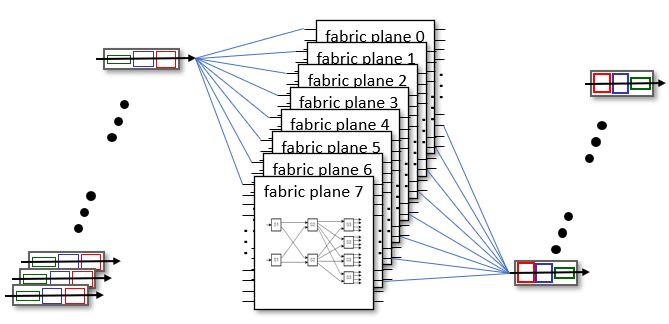 fabric plane 0
fabric plane 1
fabric plane 2
fabric plane 3
fabric plane 4
fabric plane 5
fabric plane 6
fabric plane 7